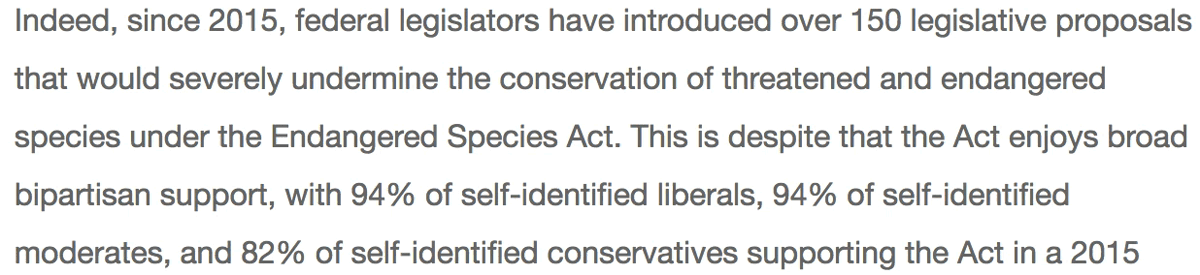 Indeed, since 2015, federal legislators have introduced over 150 legislative proposals
that would severely undermine the conservation of threatened and endangered
species under the Endangered Species Act. This is despite that the Act enjoys broad
bipartisan support, with 94% of self-identified liberals, 94% of self-identified
moderates, and 82% of self-identified conservatives supporting the Act in a 2015